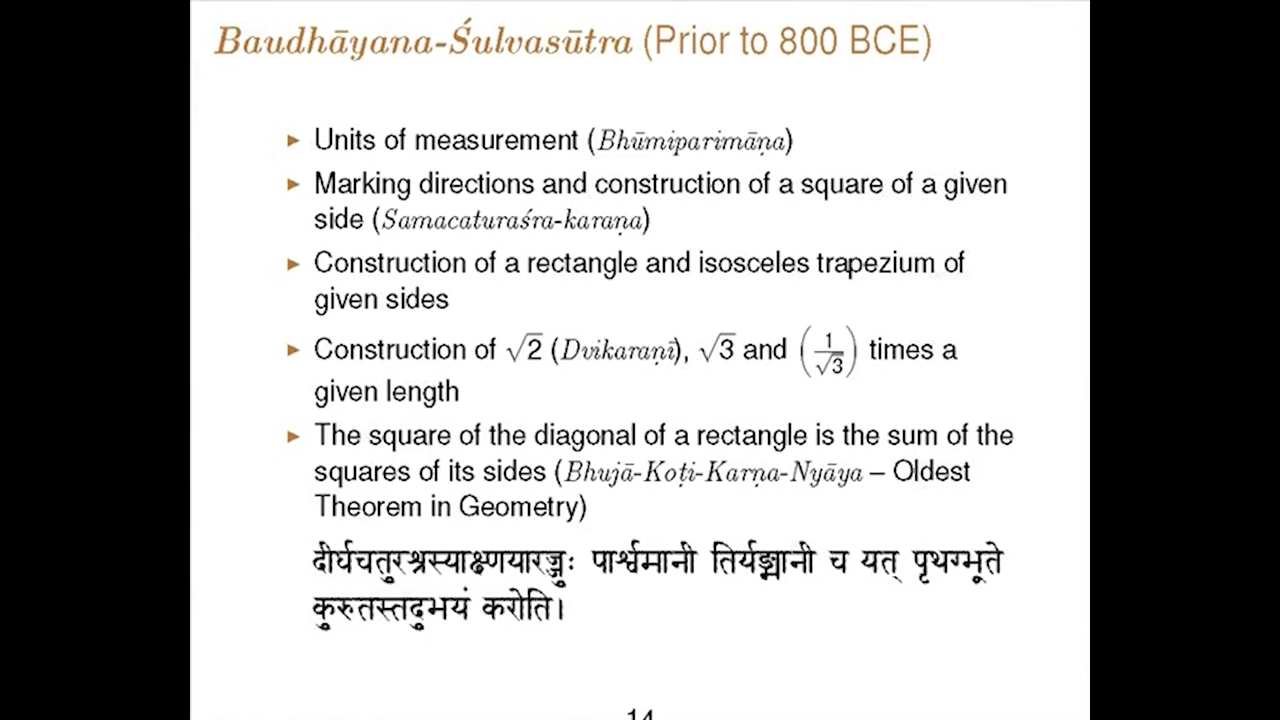 Baudhāyana-Śulvasūtra (Prior to 800 BCE)
▸ Units of measurement (Bhūmiparimāṇa)
▸ Marking directions and construction of a square of a given
side (Samacaturaśra-karaṇa)
▸ Construction of a rectangle and isosceles trapezium of
given sides
▸ Construction of √2 (Dvikaraṇī), √3 and (1/√3) times a
given length
▸ The square of the diagonal of a rectangle is the sum of the
squares of its sides (Bhujā-Koṭi-Karṇa-Nyāya – Oldest
Theorem in Geometry)
दीर्घचतुरश्रस्याक्ष्णयारज्जुः पार्श्वमानी तिर्यङ्मानी च यत् पृथग्भूते
कुरुतस्तदुभयं करोति।
14